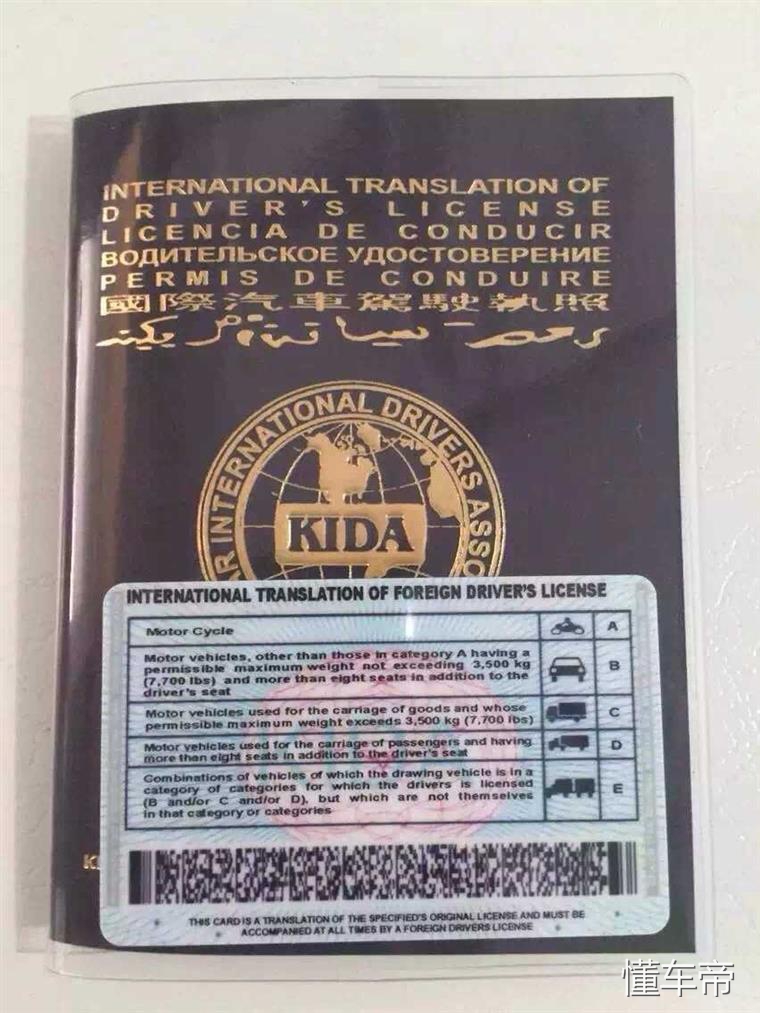 INTERNATIONAL TRANSLATION OF
DRIVER'S LICENSE
LICENCIA DE CONDUCIR
ВОДИТЕЛЬСКОЕ УДОСТОВЕРЕНИЕ
PERMIS DE CONDUIRE
國際汽車駕駛執照
INTERNATIONAL DRIVERS ASSO
KIDA
INTERNATIONAL TRANSLATION OF FOREIGN DRIVER'S LICENSE
Motor Cycle A
Motor vehicles, other than those in category A having a
permissible maximum weight not exceeding 3,500 kg
(7,700 lbs) and more than eight seats in addition to the
driver's seat B
Motor vehicles used for the carriage of goods and whose
permissible maximum weight exceeds 3,500 kg (7,700 lbs) C
Motor vehicles used for the carriage of passengers and having
more than eight seats in addition to the driver's seat D
Combinations of vehicles of which the drawing vehicle is in a
category of categories for which the drivers is licensed
(B and/or C and/or D), but which are not themselves
in that category or categories E
THIS CARD IS A TRANSLATION OF THE SPECIFIED'S ORIGINAL LICENSE AND MUST BE
ACCOMPANIED AT ALL TIMES BY A FOREIGN DRIVERS LICENSE
懂车帝